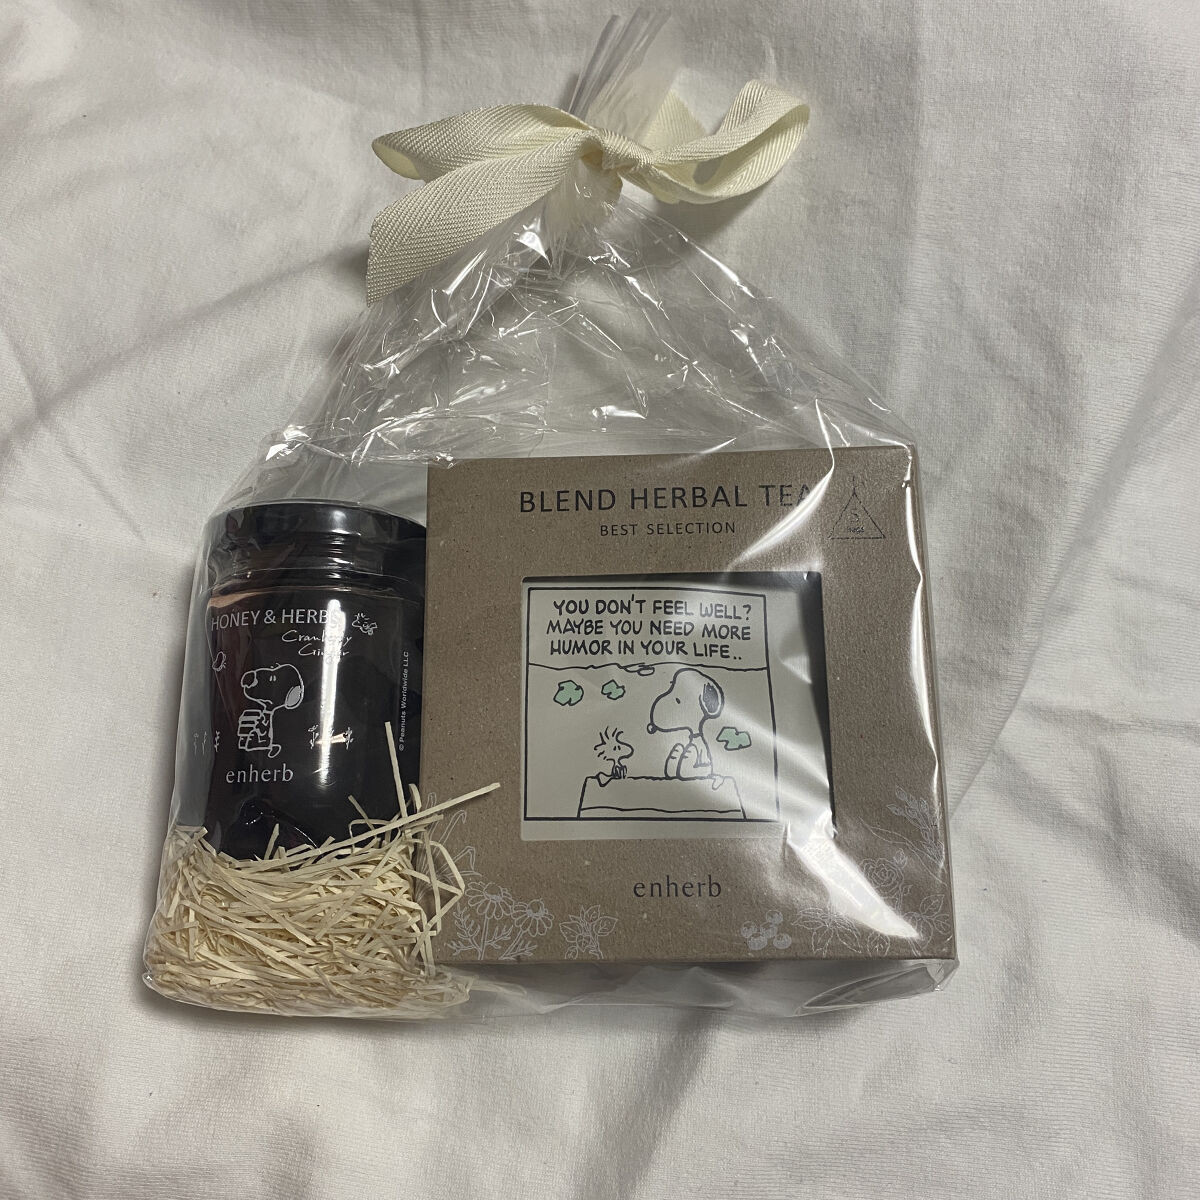 BLEND HERBAL TEA
BEST SELECTION
YOU DON'T FEEL WELL?
MAYBE YOU NEED MORE
HUMOR IN YOUR LIFE..
enherb
HONEY & HERBS
Cranberry
Ginger
© Peanuts Worldwide LLC
enherb